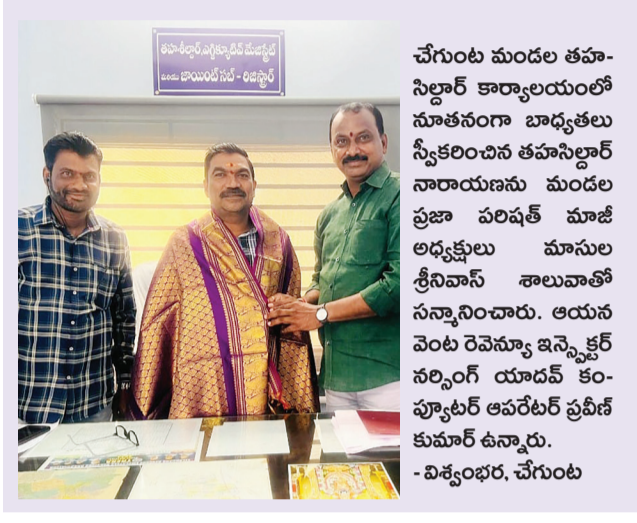 తహశీల్దార్,ఎగ్జిక్యూటివ్ మేజిస్ట్రేట్
మరియు జాయింట్ సబ్ - రిజిస్ట్రార్
చేగుంట మండల తహ-
సిల్దార్ కార్యాలయంలో
నూతనంగా బాధ్యతలు
స్వీకరించిన తహసిల్దార్
నారాయణను మండల
ప్రజా పరిషత్ మాజీ
అధ్యక్షులు మాసుల
శ్రీనివాస్ శాలువాతో
సన్మానించారు. ఆయన
వెంట రెవెన్యూ ఇన్స్పెక్టర్
నర్సింగ్ యాదవ్ కం-
ప్యూటర్ ఆపరేటర్ ప్రవీణ్
కుమార్ ఉన్నారు.
- విశ్వంభర, చేగుంట